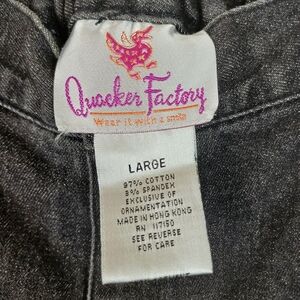 Quacker Factory
Wear it with a smile
LARGE
97% COTTON
3% SPANDEX
EXCLUSIVE OF
ORNAMENTATION
MADE IN HONG KONG
RN 117150
SEE REVERSE
FOR CARE